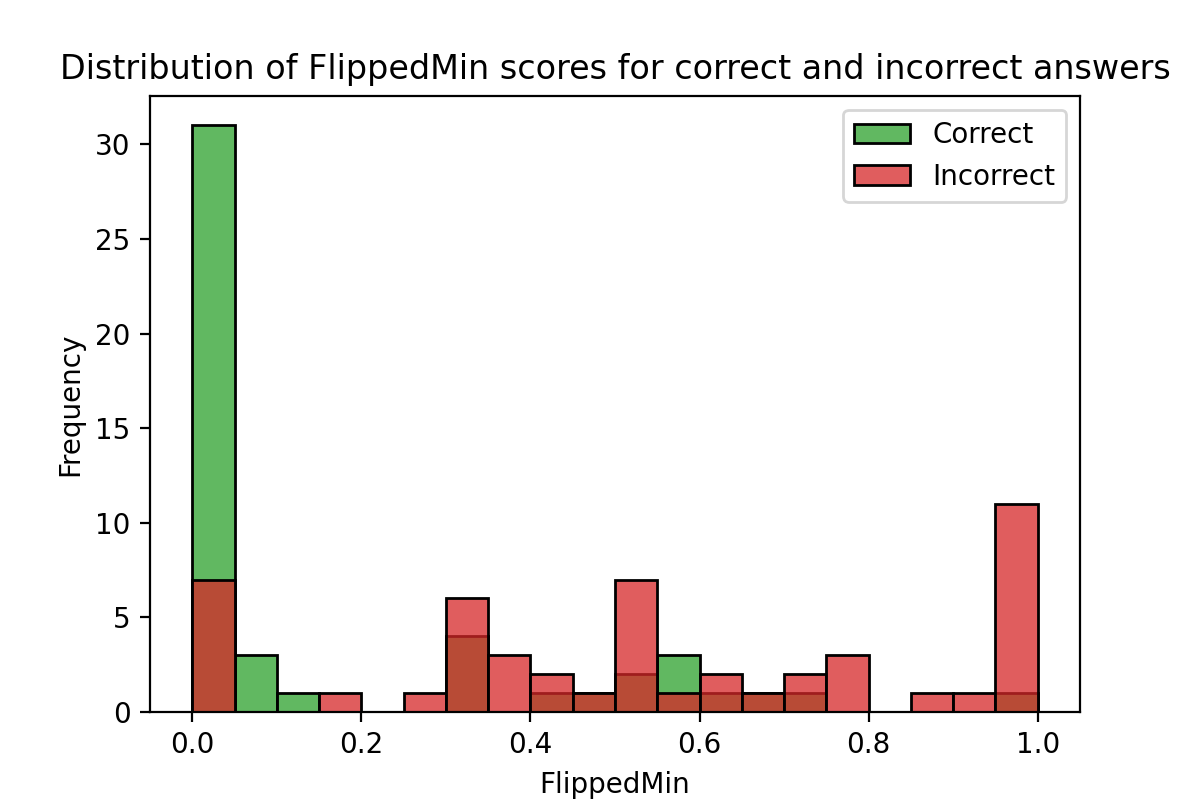 Distribution of FlippedMin scores for correct and incorrect answers
Correct
Incorrect
30
25
20
15
10
5
0
Frequency
0.0 0.2 0.4 0.6 0.8 1.0
FlippedMin